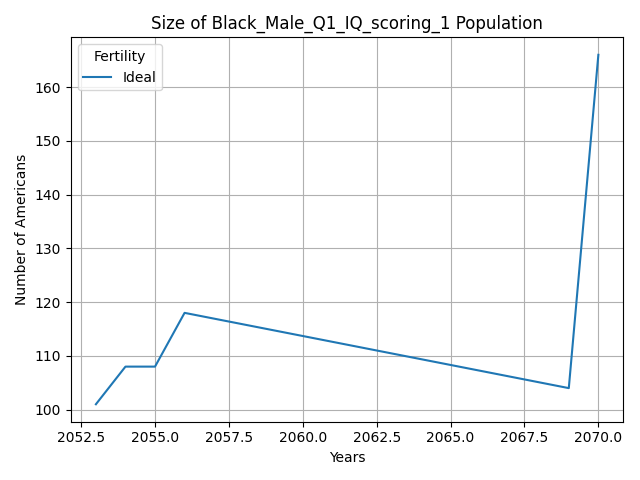 Size of Black_Male_Q1_IQ_scoring_1 Population
Fertility
Ideal
Number of Americans
160
150
140
130
120
110
100
2052.5 2055.0 2057.5 2060.0 2062.5 2065.0 2067.5 2070.0
Years